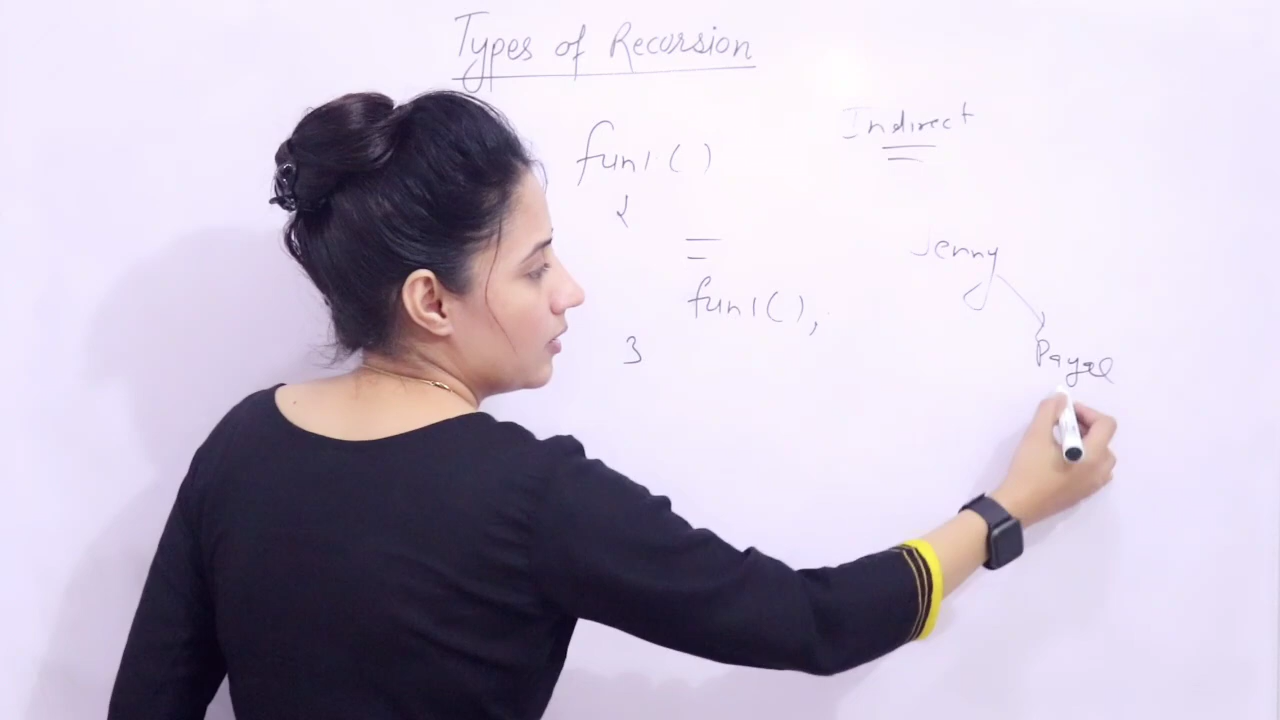 Types of Recursion
fun1 ( )
{
=
fun1( );
}
Indirect
Jenny
Payal